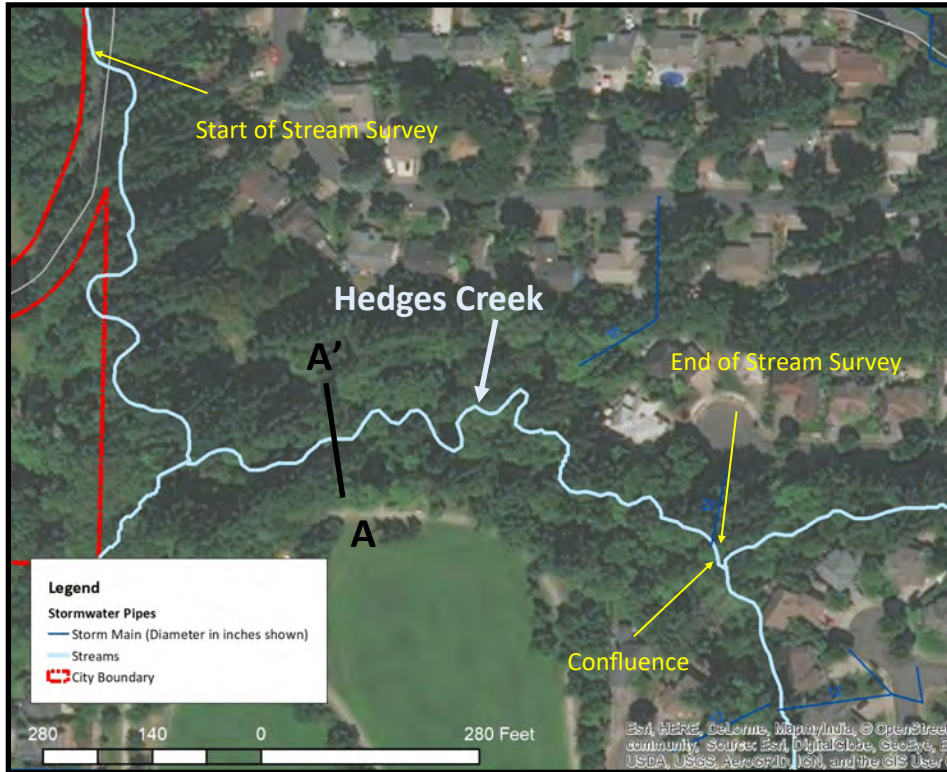 Start of Stream Survey
Hedges Creek
A'
End of Stream Survey
A
Confluence
Legend
Stormwater Pipes
Storm Main (Diameter in inches shown)
Streams
City Boundary
280 140 0 280 Feet
Esri, HERE, DeLorme, MapmyIndia, © OpenStreet
community, Source: Esri, DigitalGlobe, GeoEye, E
USDA, USGS, AeroGRID, IGN, and the GIS User